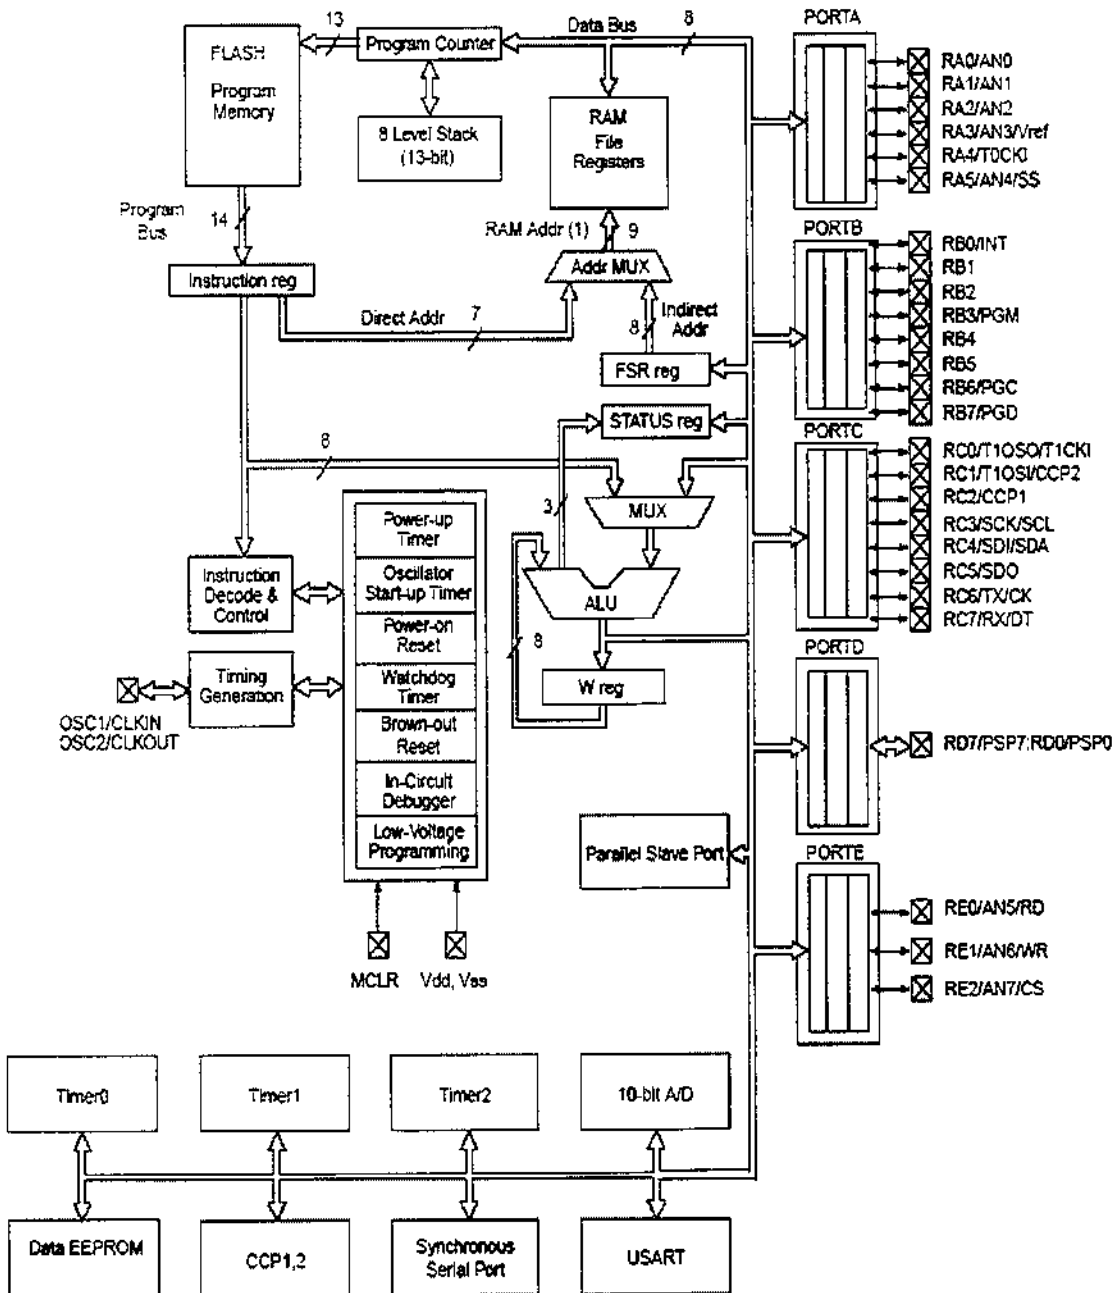 13
Data Bus
8
PORTA
FLASH
Program
Memory
Program Counter
8 Level Stack
(13-bit)
RAM
File
Registers
RA0/AN0
RA1/AN1
RA2/AN2
RA3/AN3/Vref
RA4/T0CKI
RA5/AN4/SS
Program
Bus
14
RAM Addr (1)
9
PORTB
Instruction reg
Addr MUX
Direct Addr
7
8
Indirect
Addr
FSR reg
STATUS reg
RB0/INT
RB1
RB2
RB3/PGM
RB4
RB5
RB6/PGC
RB7/PGD
PORTC
8
3
MUX
RC0/T1OSO/T1CKI
RC1/T1OSI/CCP2
RC2/CCP1
RC3/SCK/SCL
RC4/SDI/SDA
RC5/SDO
RC6/TX/CK
RC7/RX/DT
Power-up
Timer
Oscillator
Start-up Timer
Power-on
Reset
Watchdog
Timer
Brown-out
Reset
In-Circuit
Debugger
Low-Voltage
Programming
Instruction
Decode &
Control
Timing
Generation
OSC1/CLKIN
OSC2/CLKOUT
ALU
8
W reg
PORTD
RD7/PSP7:RD0/PSP0
Parallel Slave Port
PORTE
RE0/AN5/RD
RE1/AN6/WR
RE2/AN7/CS
MCLR
Vdd, Vss
Timer0
Timer1
Timer2
10-bit A/D
Data EEPROM
CCP1,2
Synchronous
Serial Port
USART